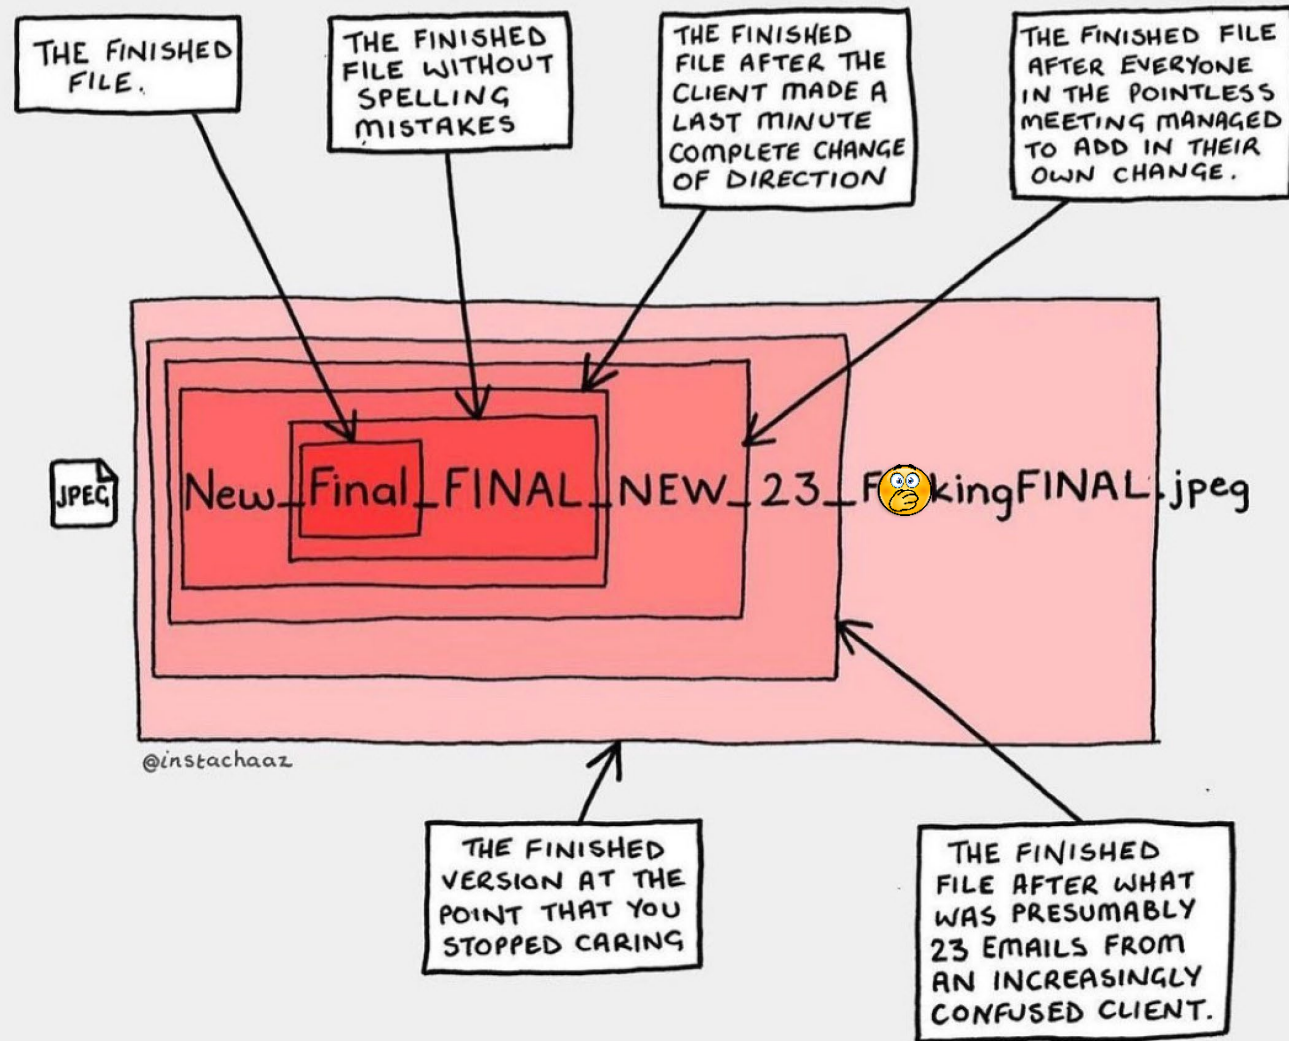 THE FINISHED
FILE.
THE FINISHED
FILE WITHOUT
SPELLING
MISTAKES
THE FINISHED
FILE AFTER THE
CLIENT MADE A
LAST MINUTE
COMPLETE CHANGE
OF DIRECTION
THE FINISHED FILE
AFTER EVERYONE
IN THE POINTLESS
MEETING MANAGED
TO ADD IN THEIR
OWN CHANGE.
JPEG
New_Final_FINAL_NEW_23_F😳kingFINAL.jpeg
@instachaaz
THE FINISHED
VERSION AT THE
POINT THAT YOU
STOPPED CARING
THE FINISHED
FILE AFTER WHAT
WAS PRESUMABLY
23 EMAILS FROM
AN INCREASINGLY
CONFUSED CLIENT.